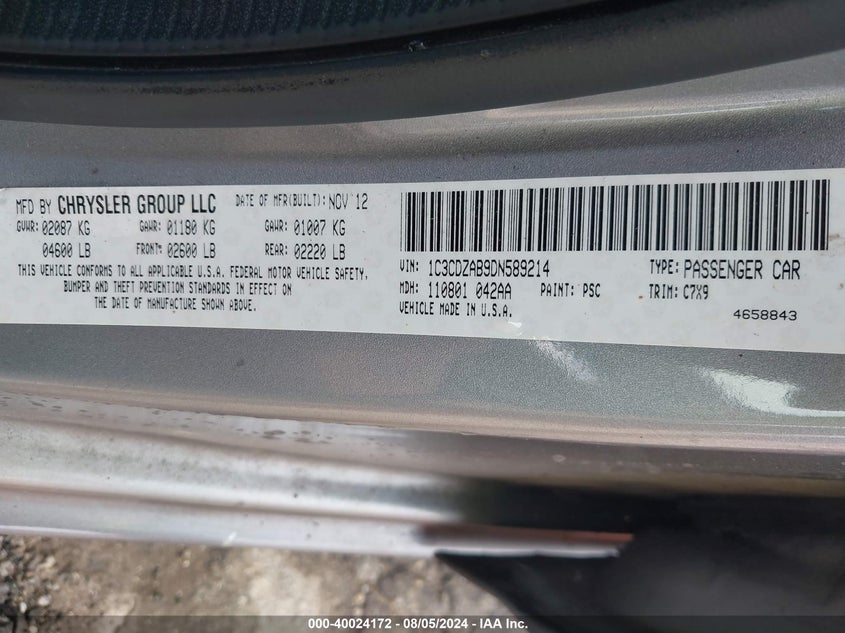 MFD BY CHRYSLER GROUP LLC DATE OF MFR(BUILT): NOV 12
GVWR: 02087 KG GAWR: 01180 KG GAWR: 01007 KG
04600 LB FRONT: 02600 LB REAR: 02220 LB
THIS VEHICLE CONFORMS TO ALL APPLICABLE U.S.A. FEDERAL MOTOR VEHICLE SAFETY,
BUMPER AND THEFT PREVENTION STANDARDS IN EFFECT ON
THE DATE OF MANUFACTURE SHOWN ABOVE.
VIN: 1C3CDZAB9DN589214 TYPE: PASSENGER CAR
MDH: 110801 042AA PAINT: PSC TRIM: C7X9
VEHICLE MADE IN U.S.A.
4658843
000-40024172 - 08/05/2024 - IAA Inc.